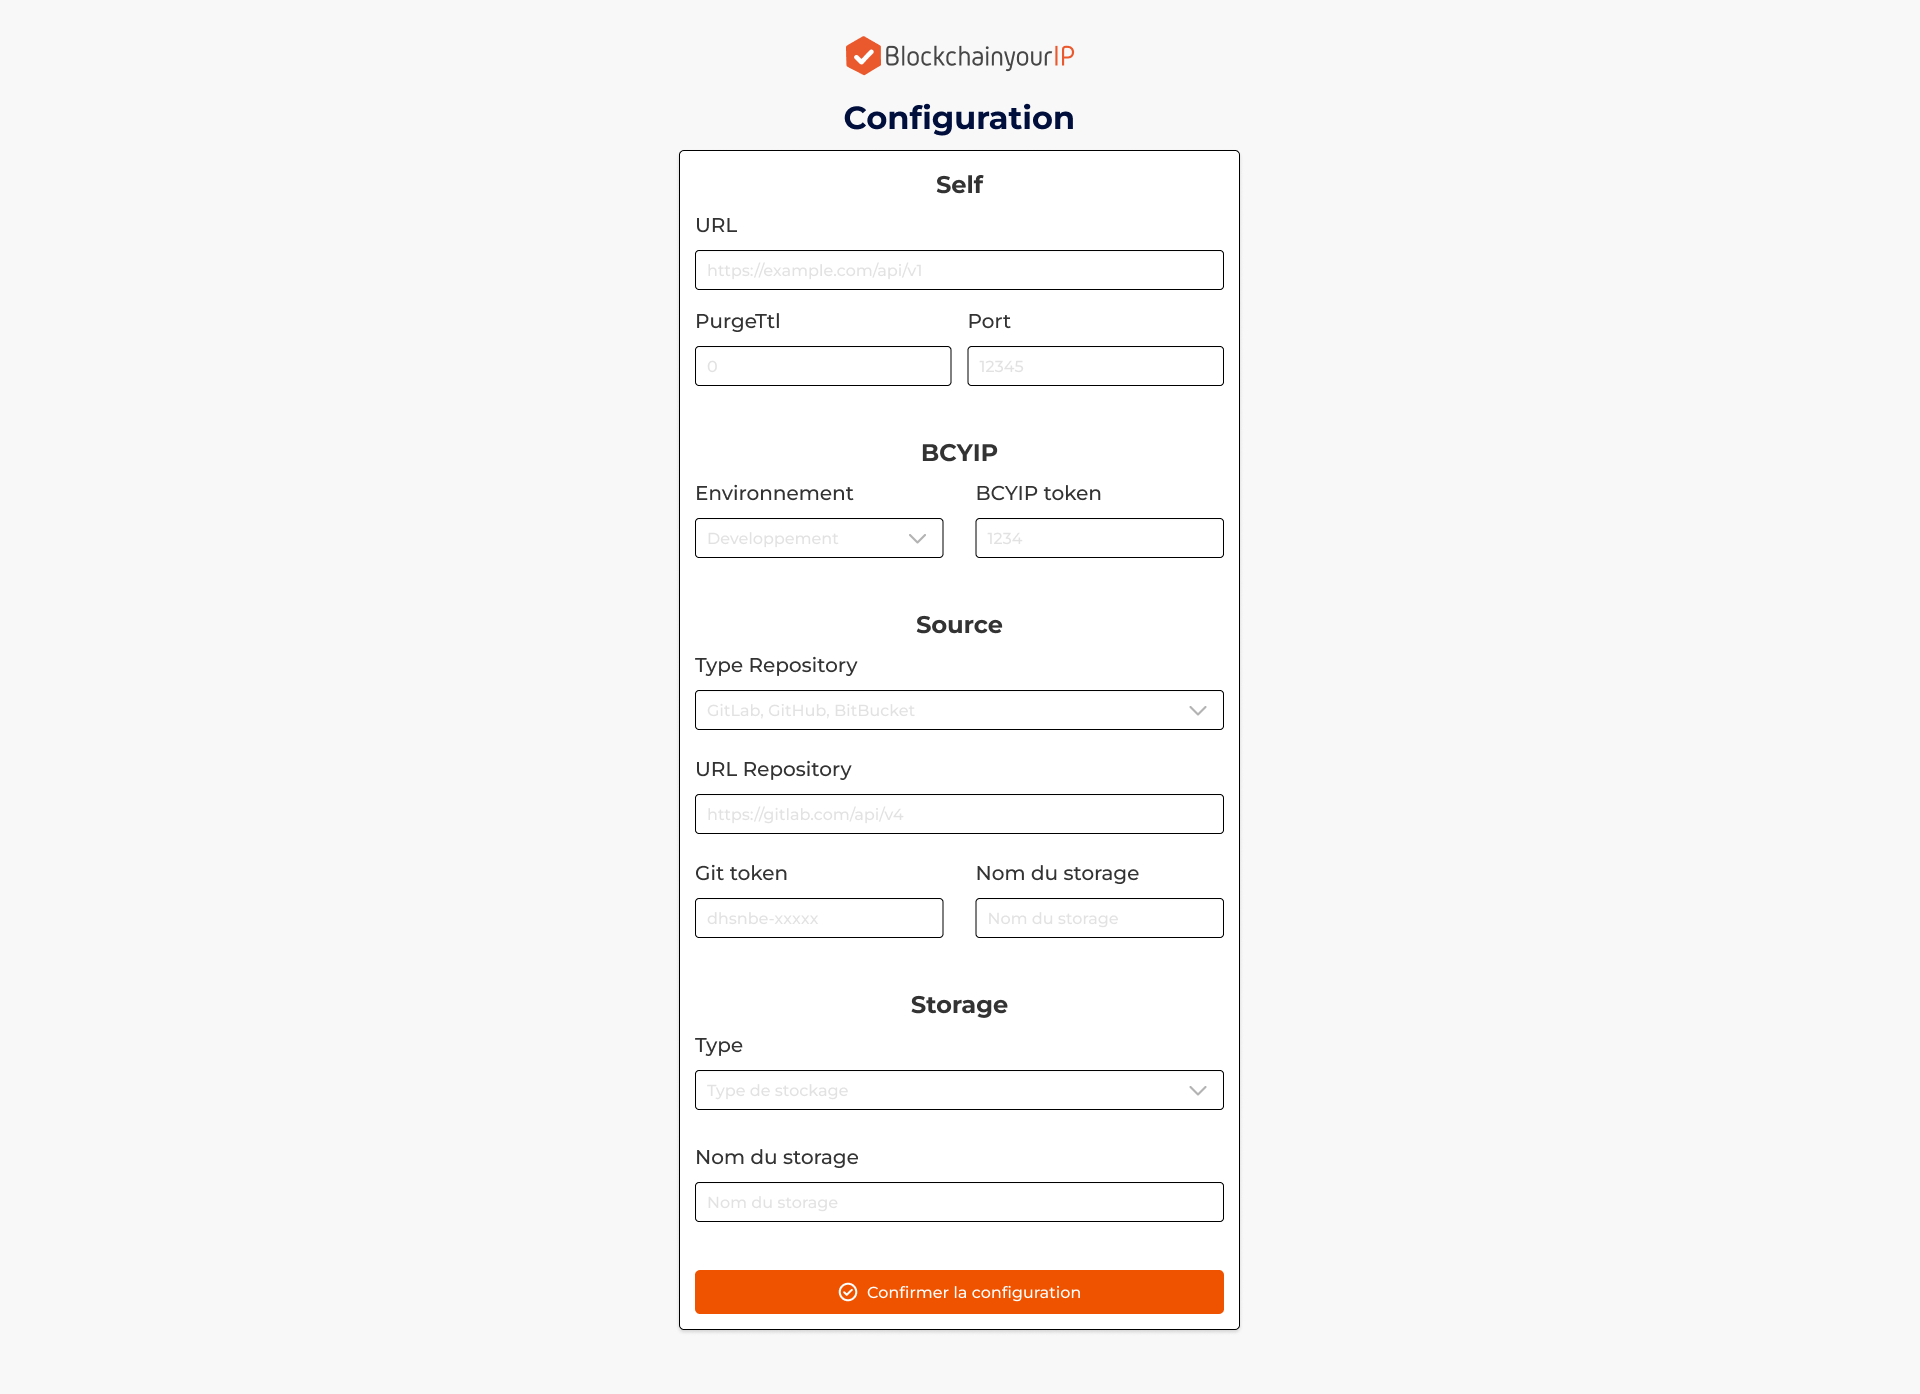 BlockchainyourIP
Configuration
Self
URL
https://example.com/api/v1
PurgeTtl Port
0 12345
BCYIP
Environnement BCYIP token
Developpement 1234
Source
Type Repository
GitLab, GitHub, BitBucket
URL Repository
https://gitlab.com/api/v4
Git token Nom du storage
dhsnbe-xxxxx Nom du storage
Storage
Type
Type de stockage
Nom du storage
Nom du storage
Confirmer la configuration